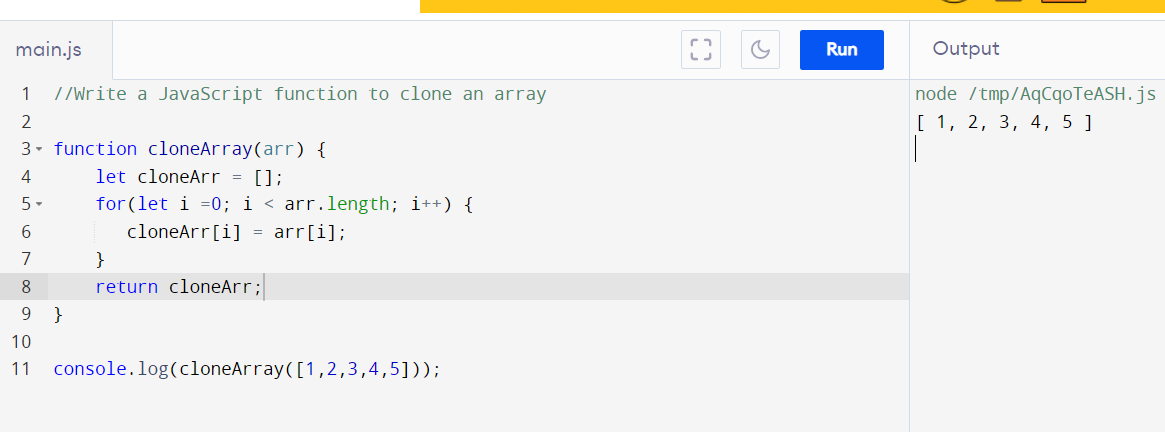 main.js
Run
Output
1 //Write a JavaScript function to clone an array
2
3 function cloneArray(arr) {
4 let cloneArr = [];
5 for(let i =0; i < arr.length; i++) {
6 cloneArr[i] = arr[i];
7 }
8 return cloneArr;
9 }
10
11 console.log(cloneArray([1,2,3,4,5]));
node /tmp/AqCqoTeASH.js
[ 1, 2, 3, 4, 5 ]